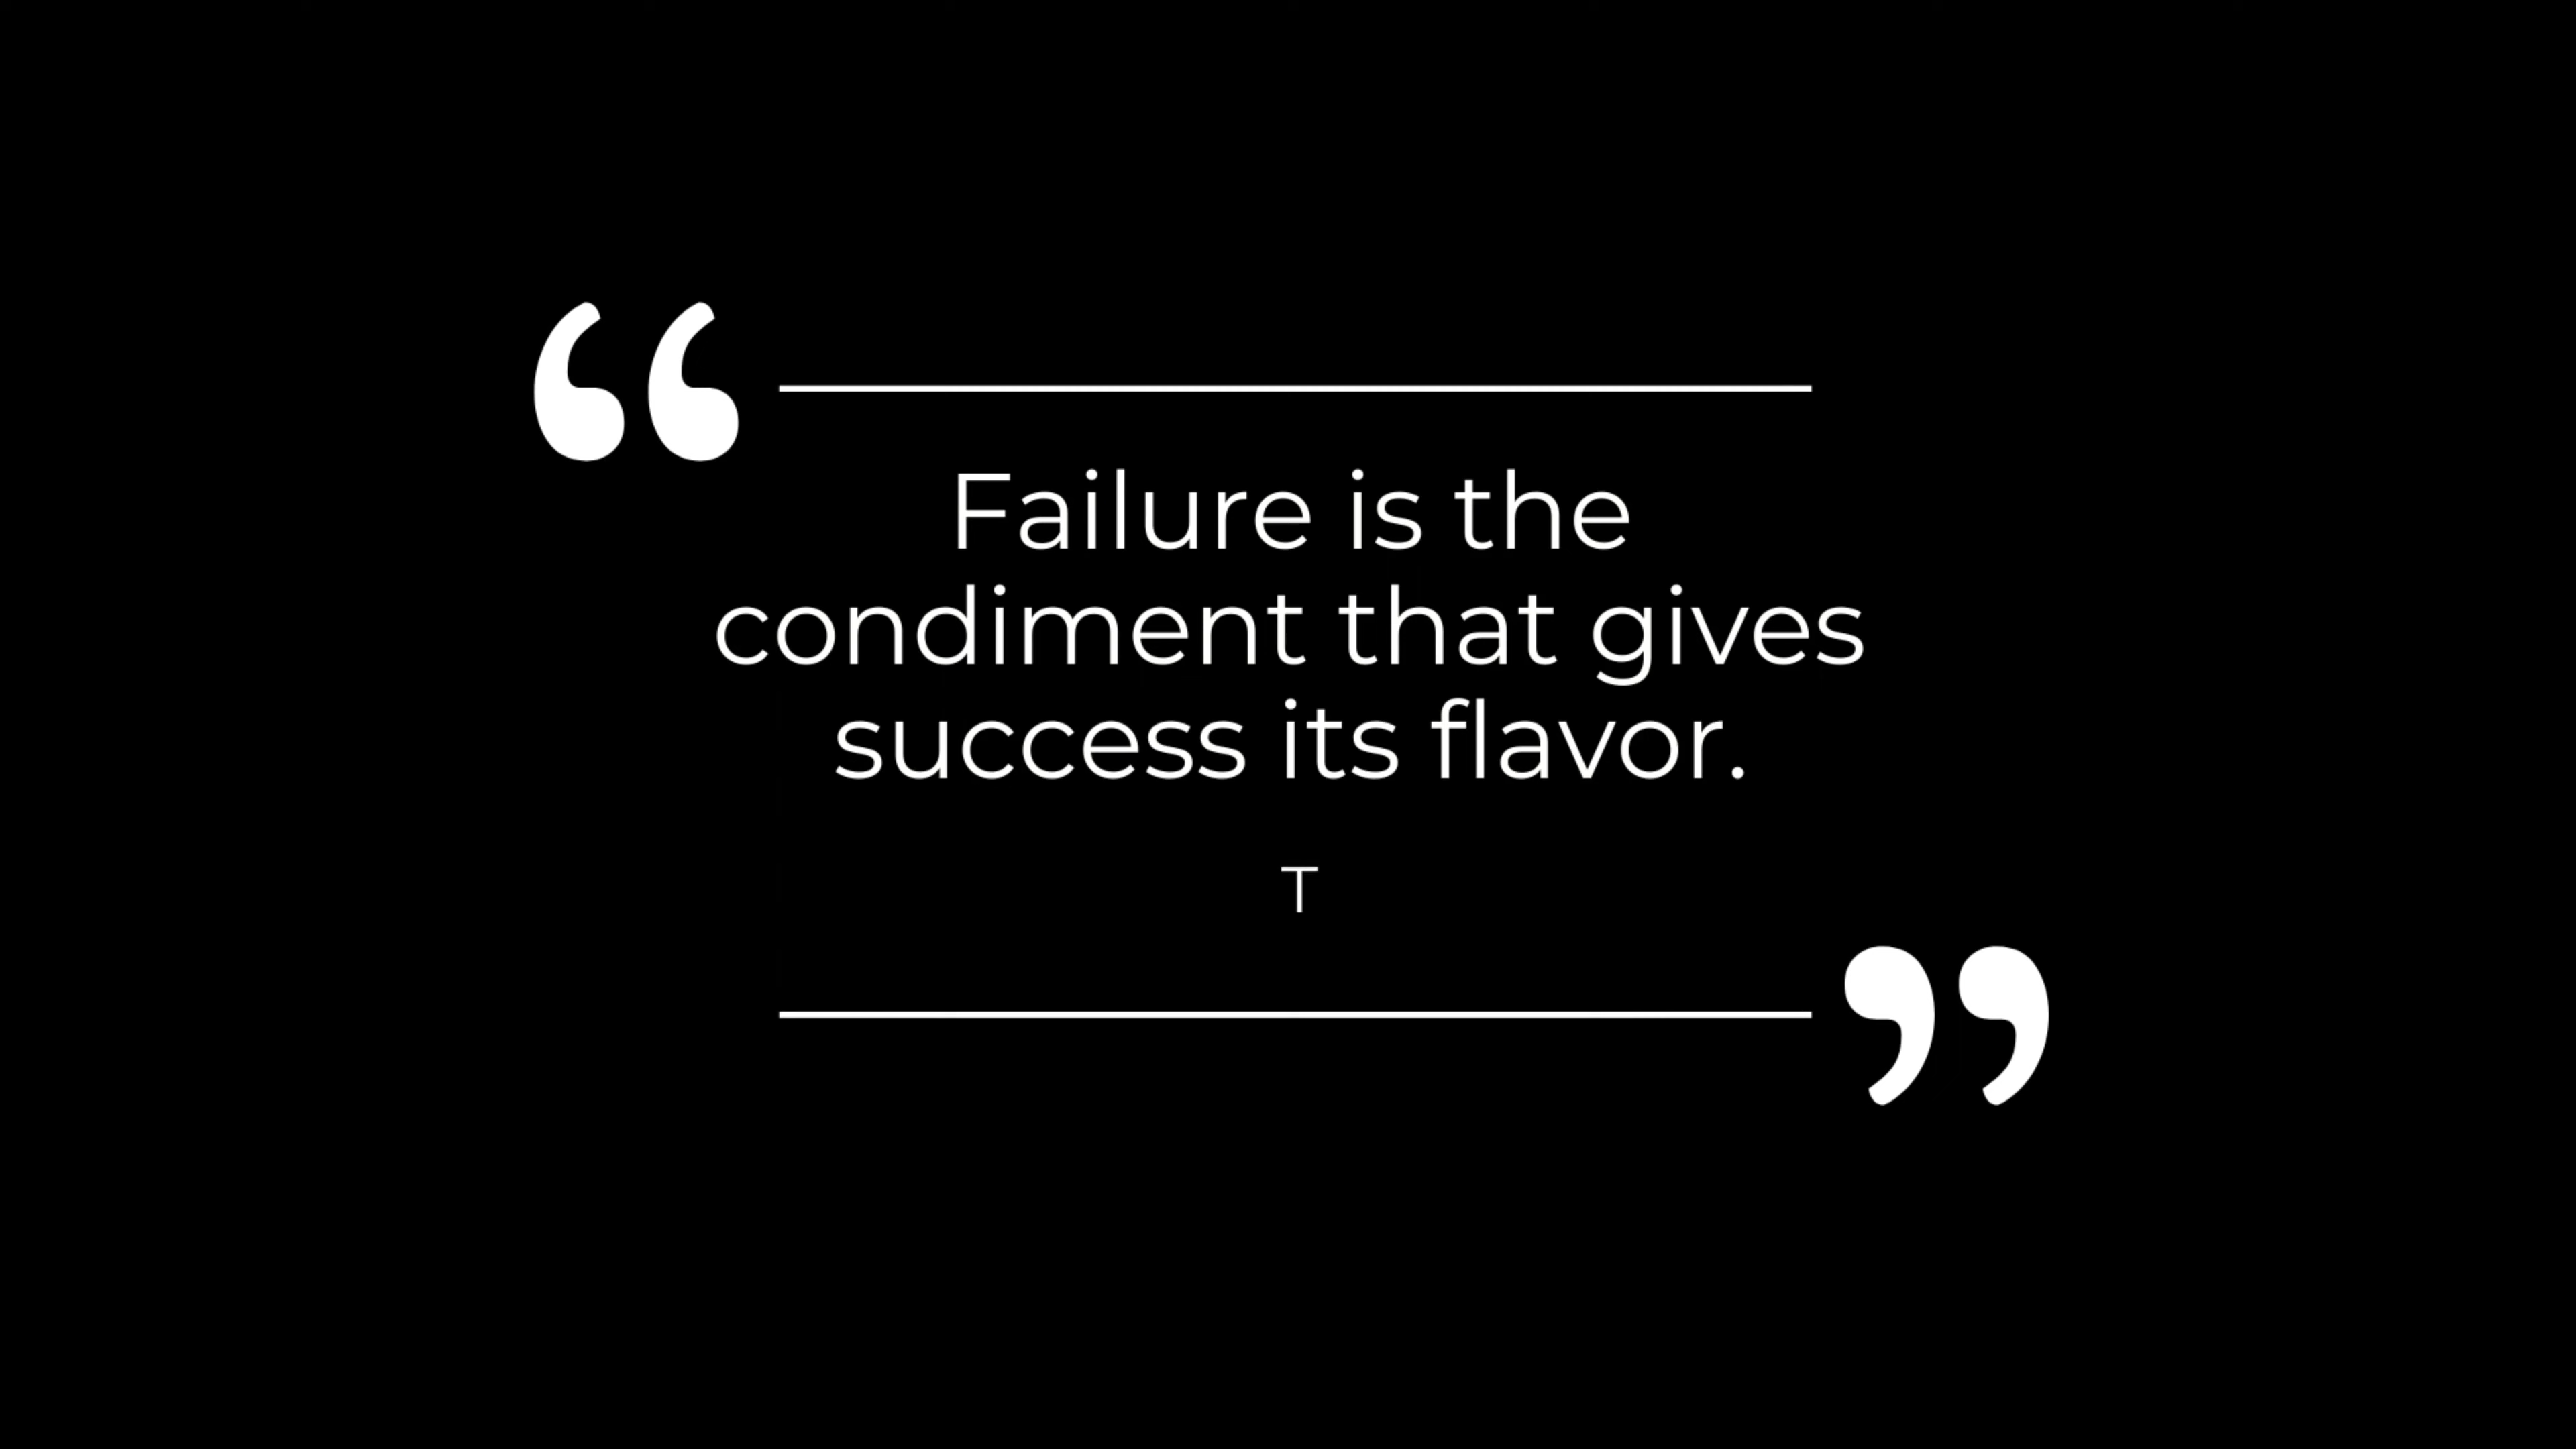 “
Failure is the
condiment that gives
success its flavor.
T
”